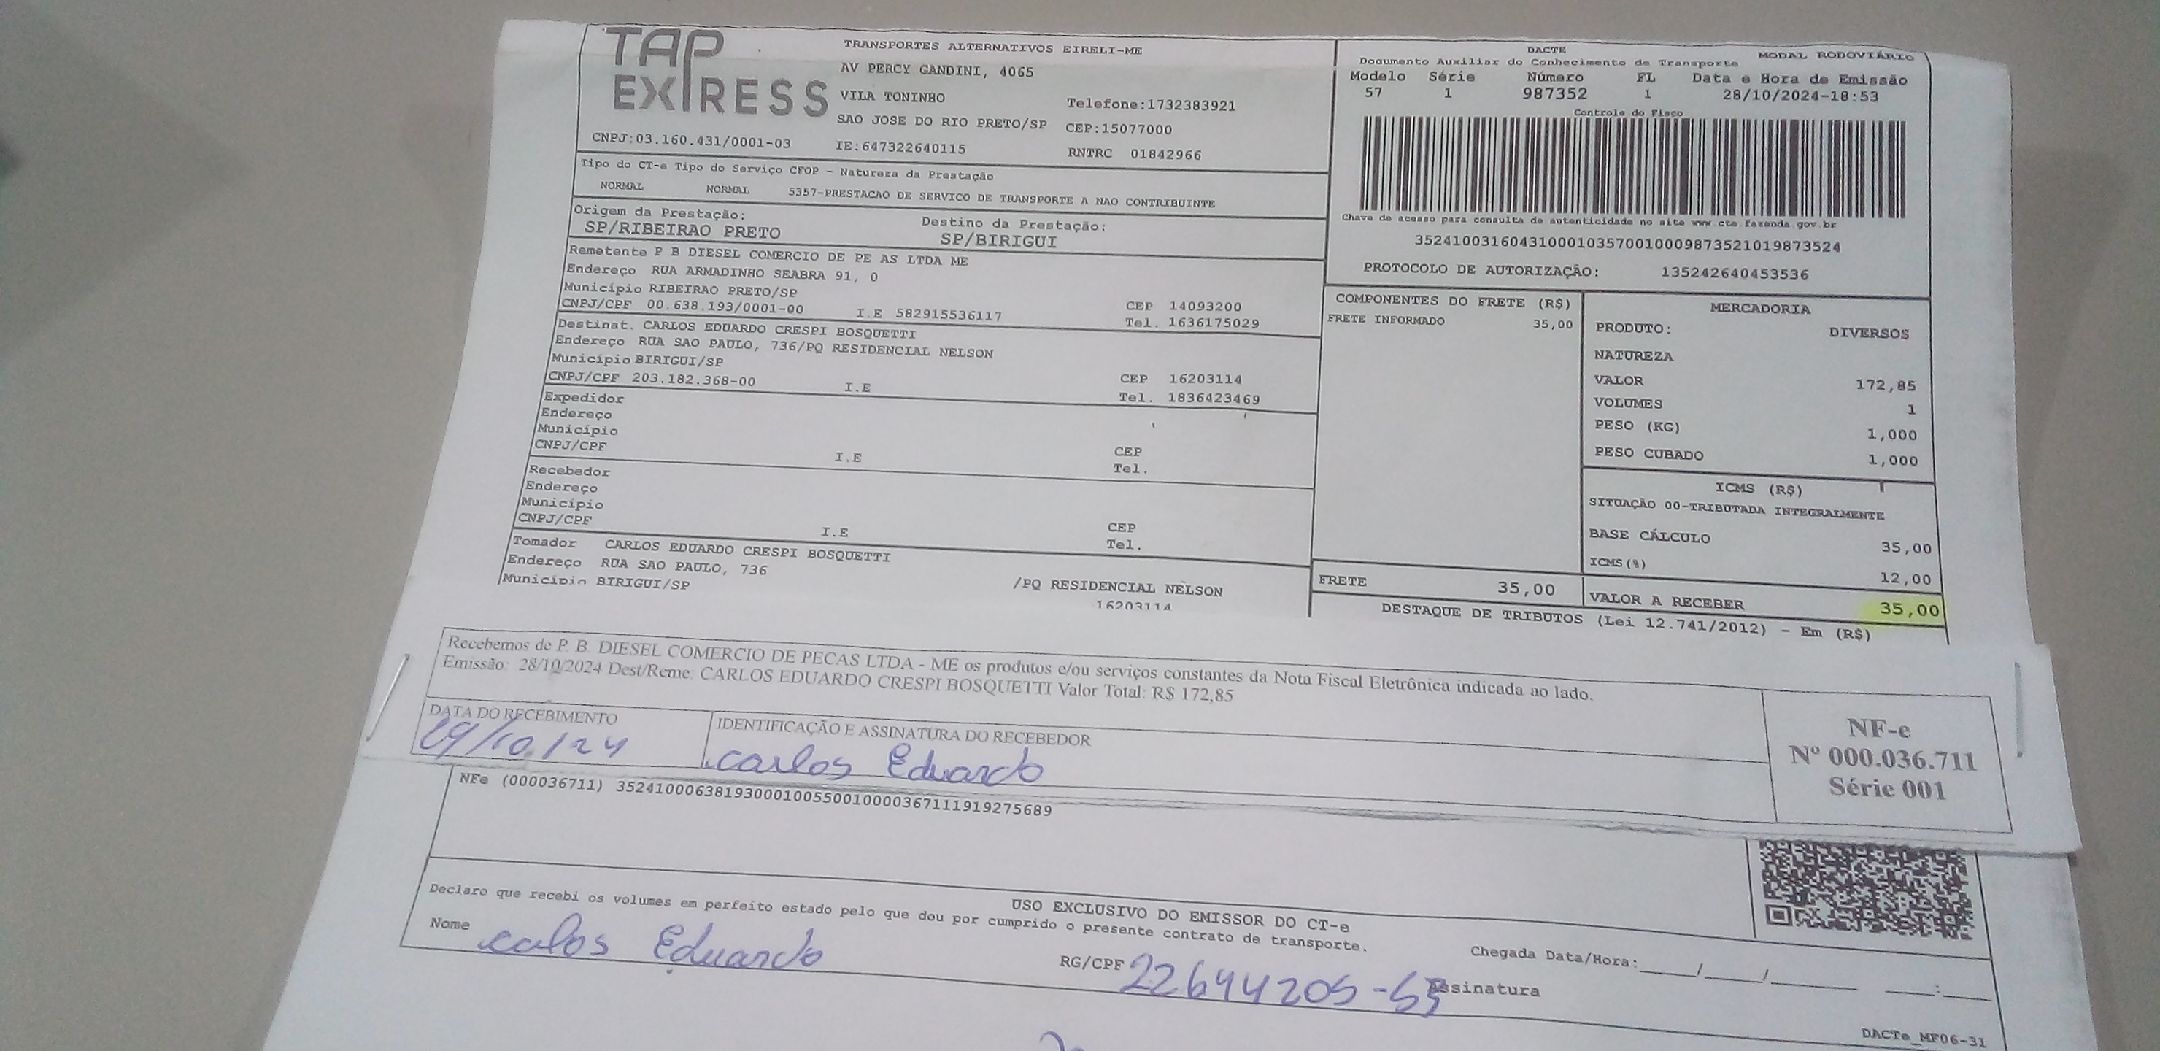 TAP EXPRESS
TRANSPORTES ALTERNATIVOS EIRELI-ME
AV PERCY GANDINI, 4065
VILA TONINHO Telefone:1732383921
SAO JOSE DO RIO PRETO/SP CEP:15077000
CNPJ:03.160.431/0001-03 IE:647322640115 RNTRC 01842966
DACTE MODAL RODOVIÁRIO
Documento Auxiliar do Conhecimento de Transporte
Modelo Série Número FL Data e Hora de Emissão
57 1 987352 1 28/10/2024-18:53
Controle do Fisco
Chave de acesso para consulta de autenticidade no site www.cte.fazenda.gov.br
35241003160431000103570010009873521019873524
PROTOCOLO DE AUTORIZAÇÃO: 135242640453536
Tipo do CT-e Tipo do Serviço CFOP - Natureza da Prestação
NORMAL NORMAL 5357-PRESTACAO DE SERVICO DE TRANSPORTE A NAO CONTRIBUINTE
Origem da Prestação: Destino da Prestação:
SP/RIBEIRAO PRETO SP/BIRIGUI
Remetente P B DIESEL COMERCIO DE PE AS LTDA ME
Endereço RUA ARMADINHO SEABRA 91, 0
Município RIBEIRAO PRETO/SP CEP 14093200
CNPJ/CPF 00.638.193/0001-00 I.E 582915536117 Tel. 1636175029
Destinat. CARLOS EDUARDO CRESPI BOSQUETTI
Endereço RUA SAO PAULO, 736/PQ RESIDENCIAL NELSON
Município BIRIGUI/SP CEP 16203114
CNPJ/CPF 203.182.368-00 I.E Tel. 1836423469
Expedidor
Endereço
Município CEP
CNPJ/CPF I.E Tel.
Recebedor
Endereço
Município CEP
CNPJ/CPF I.E Tel.
Tomador CARLOS EDUARDO CRESPI BOSQUETTI
Endereço RUA SAO PAULO, 736 /PQ RESIDENCIAL NELSON
Município BIRIGUI/SP 16203114
COMPONENTES DO FRETE (R$)
FRETE INFORMADO 35,00
MERCADORIA
PRODUTO: DIVERSOS
NATUREZA
VALOR 172,85
VOLUMES 1
PESO (KG) 1,000
PESO CUBADO 1,000
ICMS (R$)
SITUAÇÃO 00-TRIBUTADA INTEGRALMENTE
BASE CÁLCULO 35,00
ICMS(%) 12,00
FRETE 35,00 VALOR A RECEBER 35,00
DESTAQUE DE TRIBUTOS (Lei 12.741/2012) - Em (R$)
Recebemos de P. B. DIESEL COMERCIO DE PECAS LTDA - ME os produtos e/ou serviços constantes da Nota Fiscal Eletrônica indicada ao lado.
Emissão: 28/10/2024 Dest/Reme: CARLOS EDUARDO CRESPI BOSQUETTI Valor Total: R$ 172,85
DATA DO RECEBIMENTO IDENTIFICAÇÃO E ASSINATURA DO RECEBEDOR
/10/24 Carlos Eduardo
NF-e
Nº 000.036.711
Série 001
NFe (000036711) 35241000638193000100550010000367111919275689
USO EXCLUSIVO DO EMISSOR DO CT-e
Declaro que recebi os volumes em perfeito estado pelo que dou por cumprido o presente contrato de transporte.
Nome Calos Eduardo RG/CPF 22644205- Assinatura
Chegada Data/Hora:____/____/______ ____:____
DACTe_MF06-31